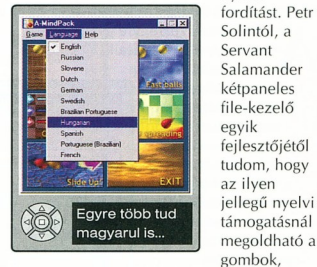 A-MindPack
Game Language Help
English
Russian
Slovene
Dutch
German
Swedish
Brazilian Portuguese
Hungarian
Spanish
Portuguese (Brazilian)
French
Fast balls
Slide Ups
EXIT
Egyre több tud
magyarul is...
fordítást. Petr
Solintól, a
Servant
Salamander
kétpaneles
file-kezelő
egyik
fejlesztőjétől
tudom, hogy
az ilyen
jellegű nyelvi
támogatásnál
megoldható a
gombok,